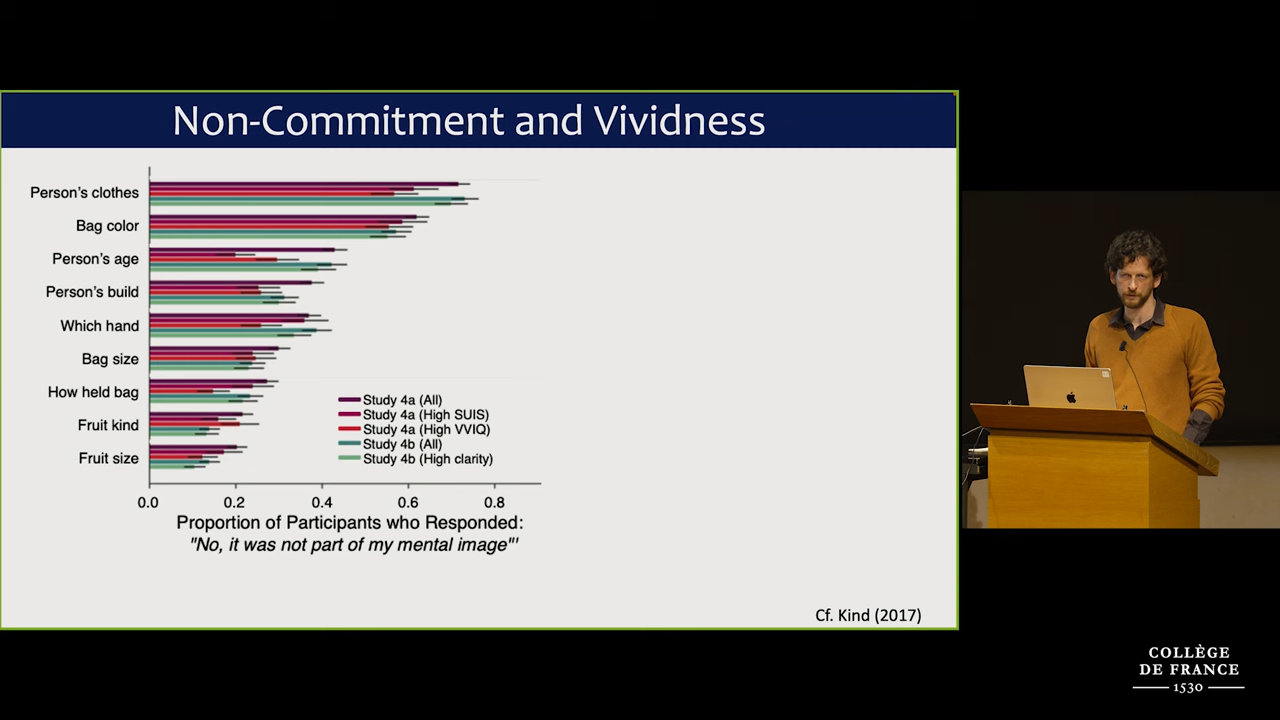 Non-Commitment and Vividness
Person's clothes
Bag color
Person's age
Person's build
Which hand
Bag size
How held bag
Fruit kind
Fruit size
Study 4a (All)
Study 4a (High SUIS)
Study 4a (High VVIQ)
Study 4b (All)
Study 4b (High clarity)
0.0 0.2 0.4 0.6 0.8
Proportion of Participants who Responded:
"No, it was not part of my mental image"'
Cf. Kind (2017)
COLLÈGE
DE FRANCE
1530